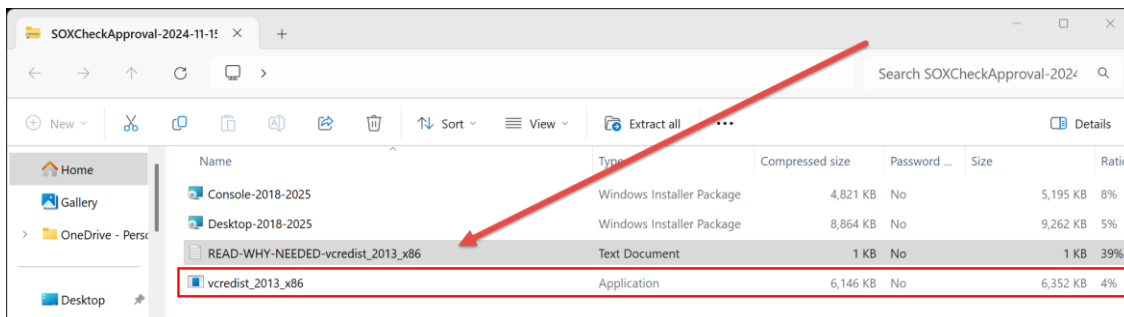 SOXCheckApproval-2024-11-15
Search SOXCheckApproval-2024
New Sort View Extract all Details
Name Type Compressed size Password ... Size Ratio
Home
Console-2018-2025 Windows Installer Package 4,821 KB No 5,195 KB 8%
Gallery
Desktop-2018-2025 Windows Installer Package 8,864 KB No 9,262 KB 5%
OneDrive - Perso
READ-WHY-NEEDED-vcredist_2013_x86 Text Document 1 KB No 1 KB 39%
vcredist_2013_x86 Application 6,146 KB No 6,352 KB 4%
Desktop